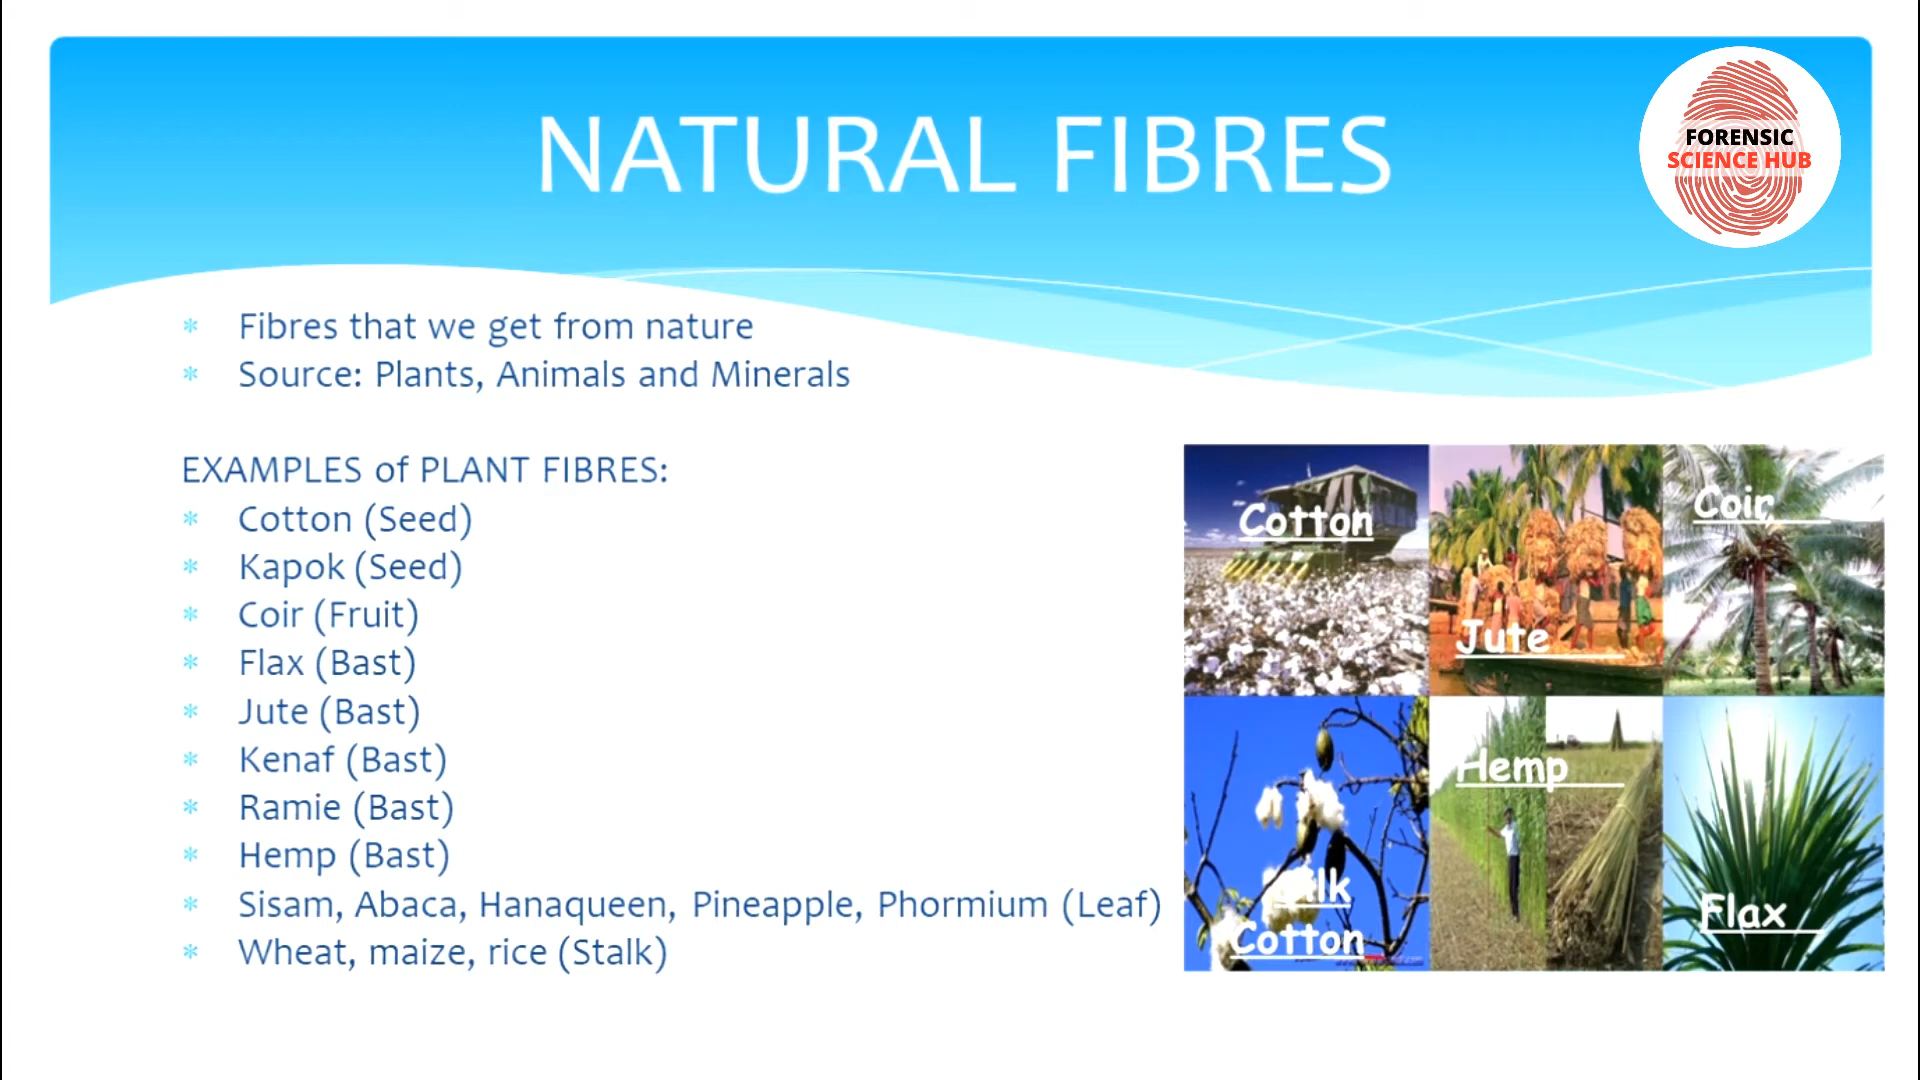 NATURAL FIBRES
FORENSIC
SCIENCE HUB
* Fibres that we get from nature
* Source: Plants, Animals and Minerals
EXAMPLES of PLANT FIBRES:
* Cotton (Seed)
* Kapok (Seed)
* Coir (Fruit)
* Flax (Bast)
* Jute (Bast)
* Kenaf (Bast)
* Ramie (Bast)
* Hemp (Bast)
* Sisam, Abaca, Hanaqueen, Pineapple, Phormium (Leaf)
* Wheat, maize, rice (Stalk)
Cotton
Jute
Coir
Silk
Cotton
Hemp
Flax